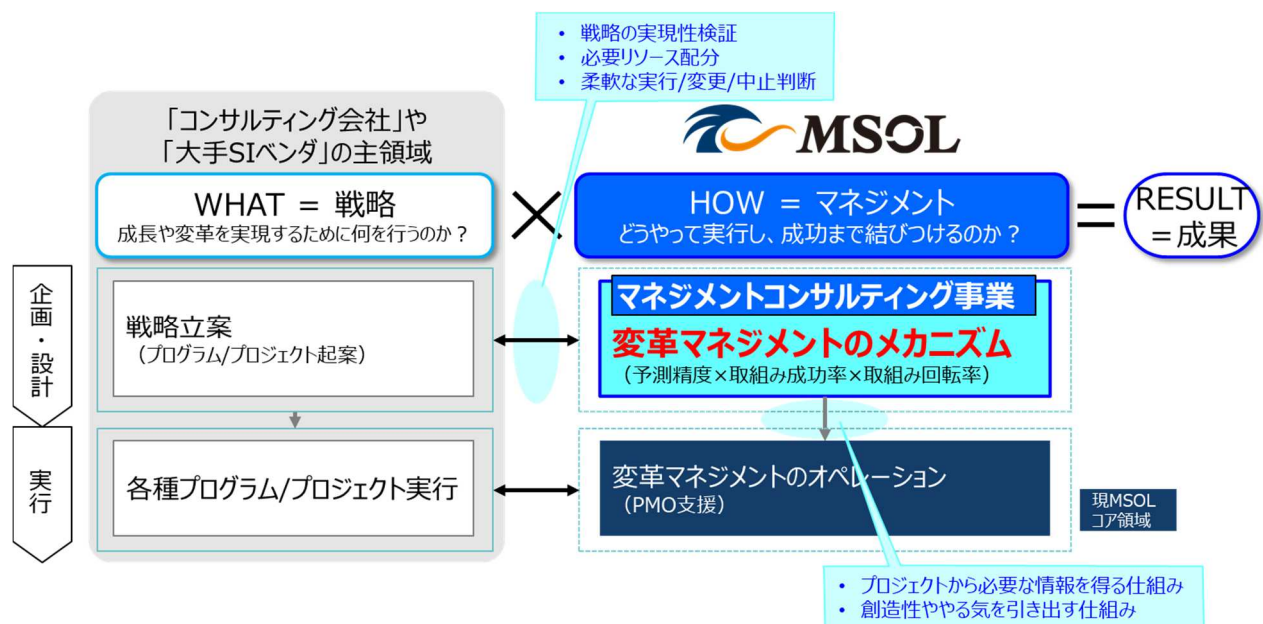 • 戦略の実現性検証
• 必要リソース配分
• 柔軟な実行/変更/中止判断
「コンサルティング会社」や
「大手SIベンダ」の主領域
MSOL
WHAT = 戦略
成長や変革を実現するために何を行うのか？
×
HOW = マネジメント
どうやって実行し、成功まで結びつけるのか？
=
RESULT
＝成果
企画・設計
戦略立案
（プログラム/プロジェクト起案）
マネジメントコンサルティング事業
変革マネジメントのメカニズム
（予測精度×取組み成功率×取組み回転率）
実行
各種プログラム/プロジェクト実行
変革マネジメントのオペレーション
（PMO支援）
現MSOL
コア領域
• プロジェクトから必要な情報を得る仕組み
• 創造性ややる気を引き出す仕組み